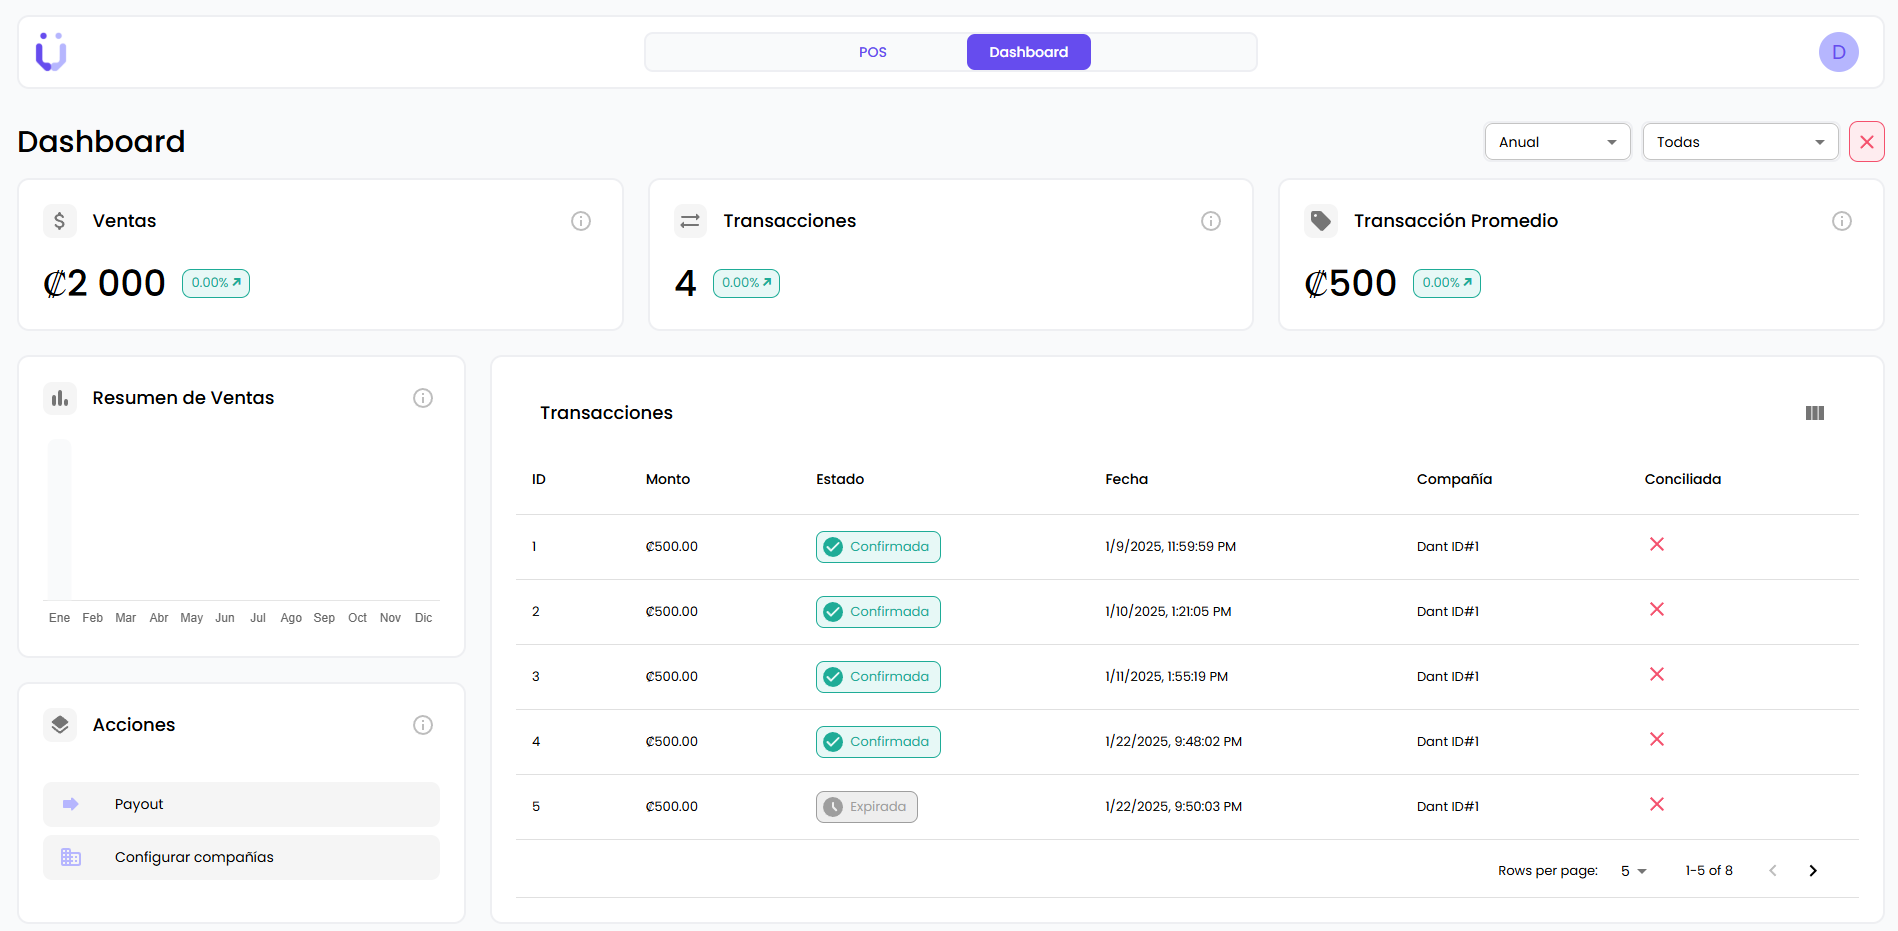 POS Dashboard D
Dashboard
Anual Todas
Ventas
₡2 000 0.00%
Transacciones
4 0.00%
Transacción Promedio
₡500 0.00%
Resumen de Ventas
Ene Feb Mar Abr May Jun Jul Ago Sep Oct Nov Dic
Acciones
Payout
Configurar compañías
Transacciones
ID Monto Estado Fecha Compañía Conciliada
1 ₡500.00 Confirmada 1/9/2025, 11:59:59 PM Dant ID#1
2 ₡500.00 Confirmada 1/10/2025, 1:21:05 PM Dant ID#1
3 ₡500.00 Confirmada 1/11/2025, 1:55:19 PM Dant ID#1
4 ₡500.00 Confirmada 1/22/2025, 9:48:02 PM Dant ID#1
5 ₡500.00 Expirada 1/22/2025, 9:50:03 PM Dant ID#1
Rows per page: 5 1-5 of 8